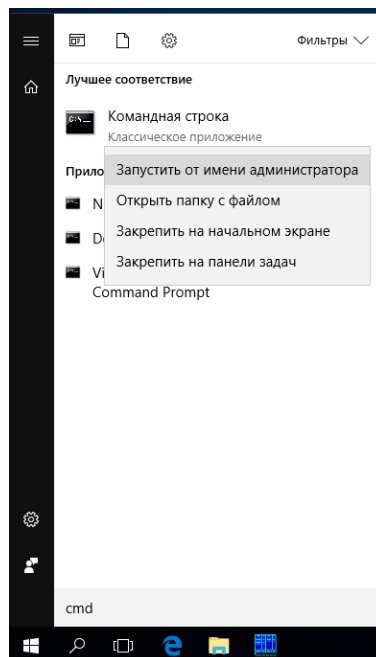 Фильтры
Лучшее соответствие
Командная строка
Классическое приложение
Запустить от имени администратора
Прило
Открыть папку с файлом
N
Закрепить на начальном экране
D
Закрепить на панели задач
Vi
Command Prompt
cmd